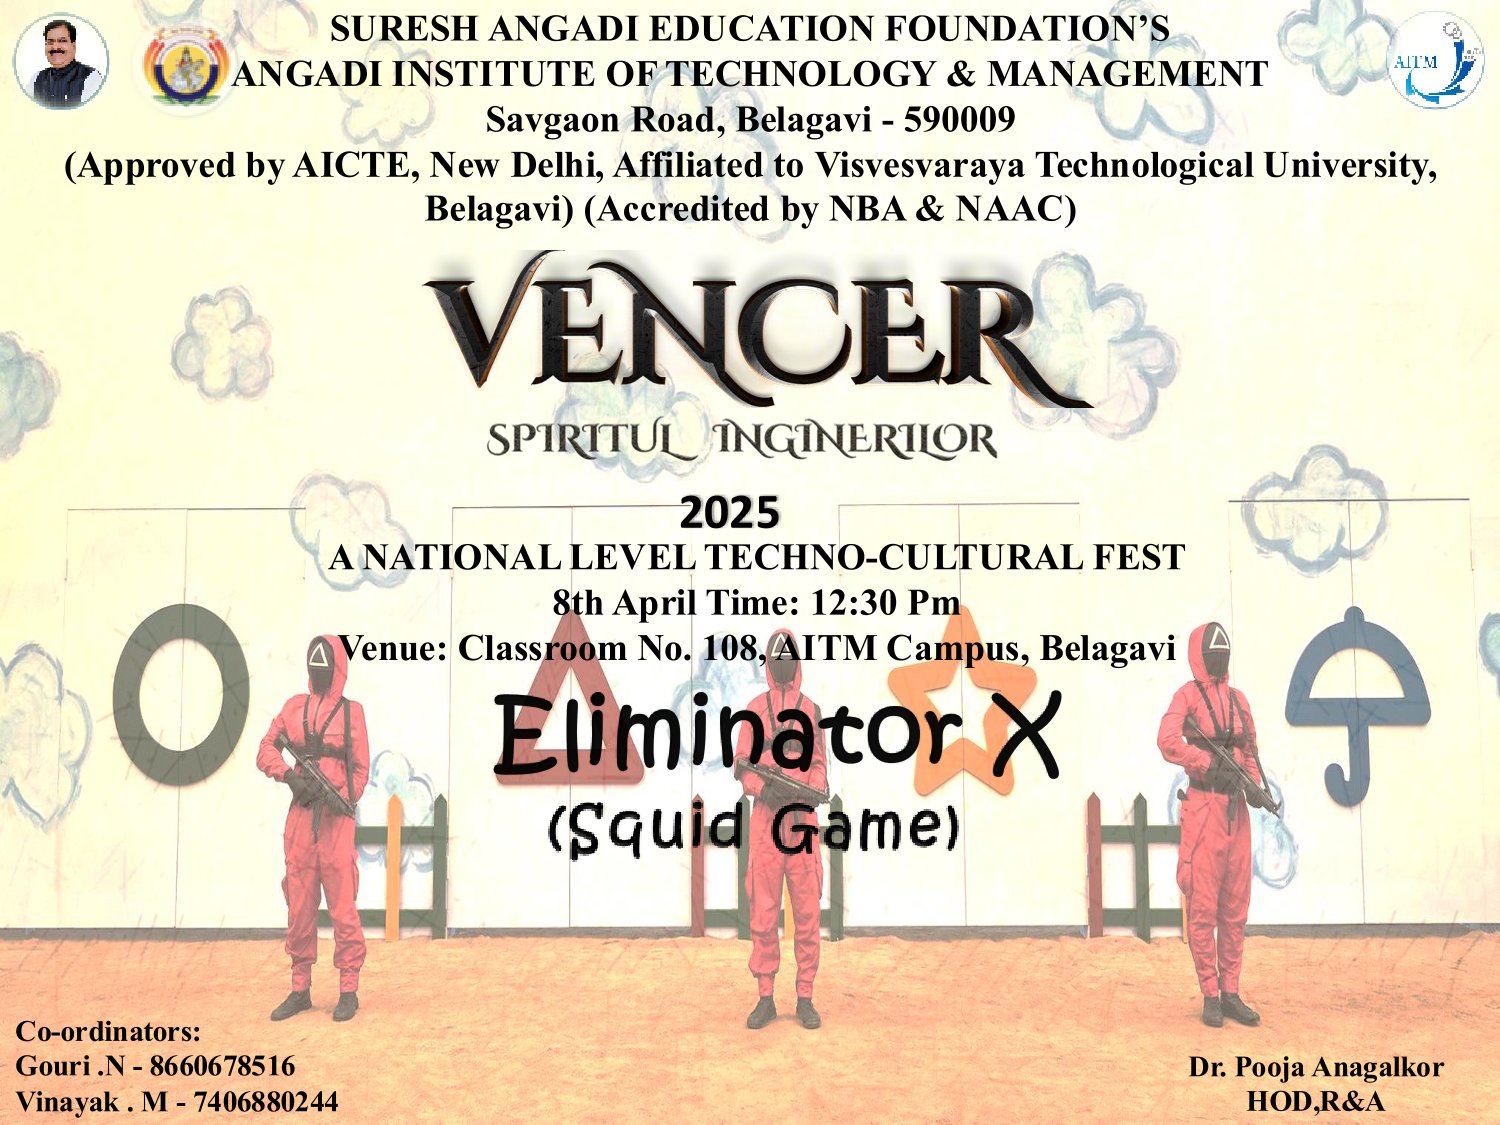 SURESH ANGADI EDUCATION FOUNDATION’S
ANGADI INSTITUTE OF TECHNOLOGY & MANAGEMENT
AITM
Savgaon Road, Belagavi - 590009
(Approved by AICTE, New Delhi, Affiliated to Visvesvaraya Technological University,
Belagavi) (Accredited by NBA & NAAC)
VENCER
SPIRITUL INGINERILOR
2025
A NATIONAL LEVEL TECHNO-CULTURAL FEST
8th April Time: 12:30 Pm
Venue: Classroom No. 108, AITM Campus, Belagavi
Eliminator X
(Squid Game)
Co-ordinators:
Gouri .N - 8660678516
Vinayak . M - 7406880244
Dr. Pooja Anagalkor
HOD,R&A